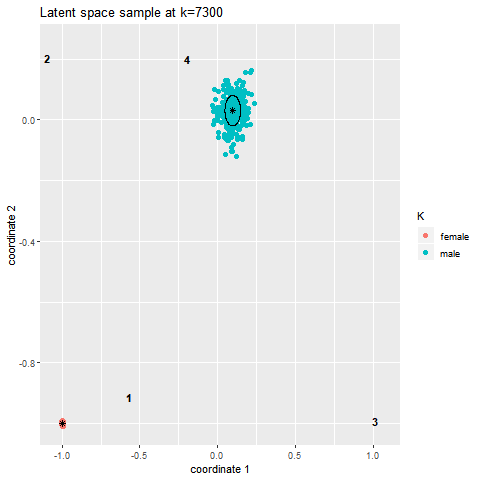 Latent space sample at k=7300
2
4
0.0
-0.4
-0.8
1
3
-1.0
-0.5
0.0
0.5
1.0
coordinate 1
coordinate 2
K
female
male